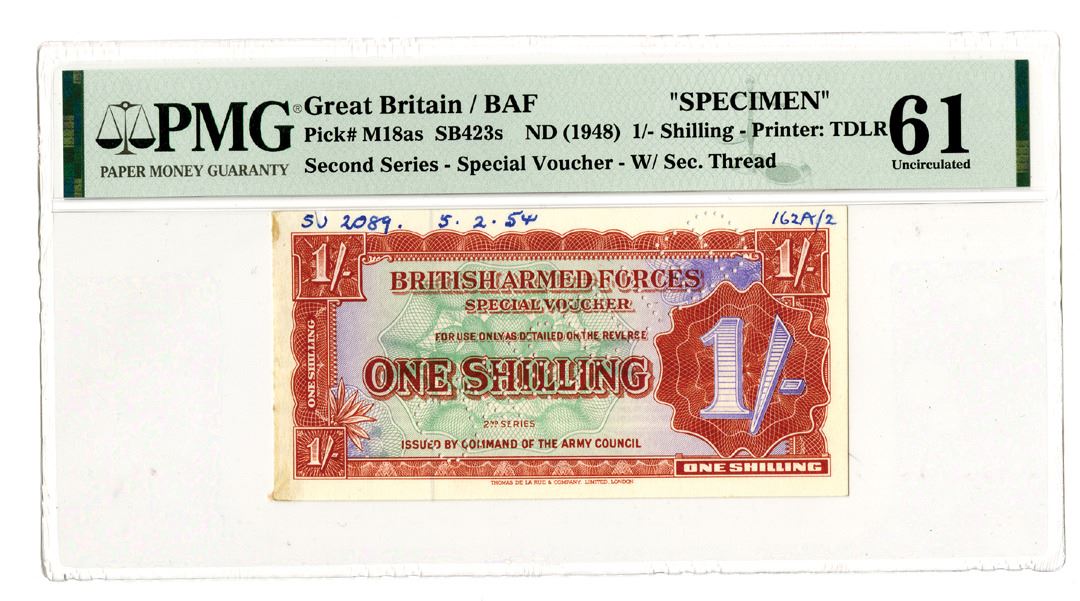 PMG®
PAPER MONEY GUARANTY
Great Britain / BAF "SPECIMEN"
Pick# M18as SB423s ND (1948) 1/- Shilling - Printer: TDLR
Second Series - Special Voucher - W/ Sec. Thread
61
Uncirculated
SU 2089. 5.2.54 162A/2
1/- 1/-
BRITISH ARMED FORCES
SPECIAL VOUCHER
FOR USE ONLY AS DETAILED ON THE REVERSE
ONE SHILLING
ONE SHILLING
1/-
2ND SERIES
ISSUED BY COMMAND OF THE ARMY COUNCIL
1/-
ONE SHILLING
THOMAS DE LA RUE & COMPANY, LIMITED, LONDON